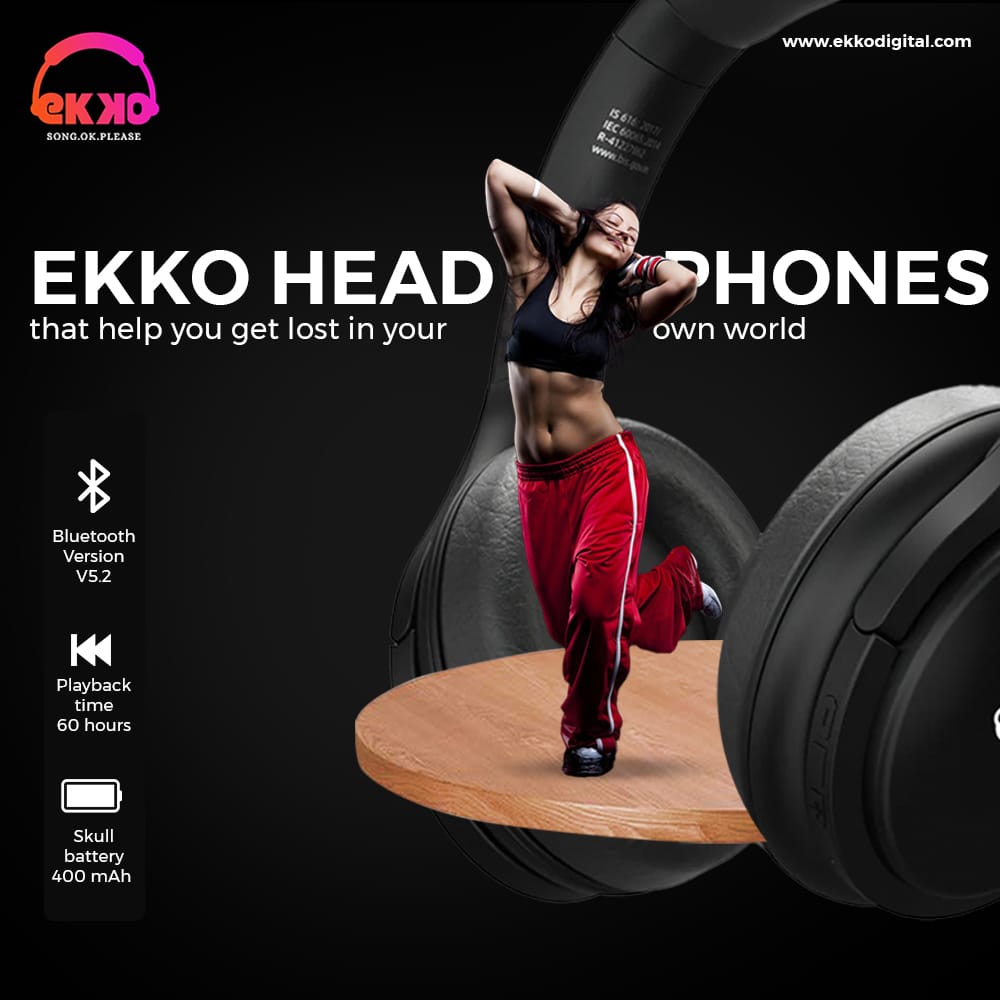 ekko
SONG.OK.PLEASE
www.ekkodigital.com
EKKO HEAD PHONES
that help you get lost in your own world
Bluetooth
Version
V5.2
Playback
time
60 hours
Skull
battery
400 mAh